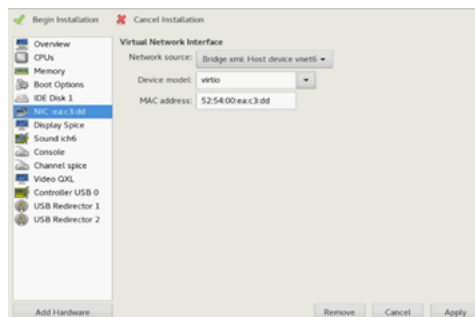 Begin Installation
Cancel Installation
Overview
CPUs
Memory
Boot Options
IDE Disk 1
NIC :ea:c3:dd
Display Spice
Sound ich6
Console
Channel spice
Video QXL
Controller USB 0
USB Redirector 1
USB Redirector 2
Add Hardware
Virtual Network Interface
Network source: Bridge xmi: Host device vnet6
Device model: virtio
MAC address: 52:54:00:ea:c3:dd
Remove
Cancel
Apply